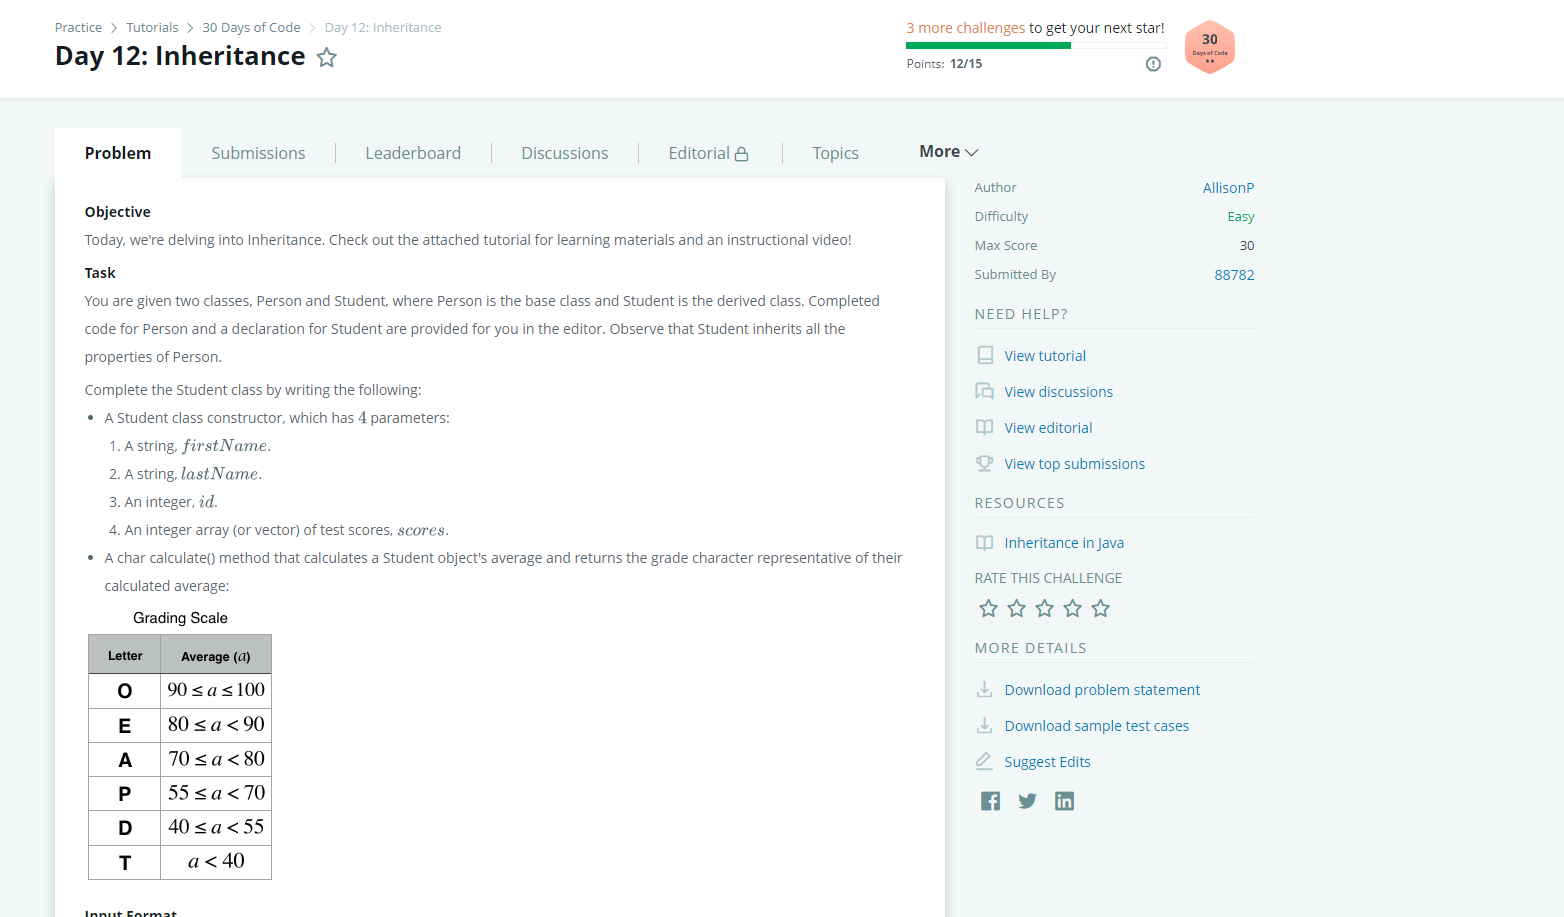 Practice > Tutorials > 30 Days of Code > Day 12: Inheritance
Day 12: Inheritance
3 more challenges to get your next star!
Points: 12/15
30
Days of Code
Problem
Submissions
Leaderboard
Discussions
Editorial
Topics
More
Objective
Today, we're delving into Inheritance. Check out the attached tutorial for learning materials and an instructional video!
Task
You are given two classes, Person and Student, where Person is the base class and Student is the derived class. Completed
code for Person and a declaration for Student are provided for you in the editor. Observe that Student inherits all the
properties of Person.
Complete the Student class by writing the following:
• A Student class constructor, which has 4 parameters:
1. A string, firstName.
2. A string, lastName.
3. An integer, id.
4. An integer array (or vector) of test scores, scores.
• A char calculate() method that calculates a Student object's average and returns the grade character representative of their
calculated average:
Grading Scale
Letter Average (a)
O 90 ≤ a ≤ 100
E 80 ≤ a < 90
A 70 ≤ a < 80
P 55 ≤ a < 70
D 40 ≤ a < 55
T a < 40
Input Format
Author AllisonP
Difficulty Easy
Max Score 30
Submitted By 88782
NEED HELP?
View tutorial
View discussions
View editorial
View top submissions
RESOURCES
Inheritance in Java
RATE THIS CHALLENGE
MORE DETAILS
Download problem statement
Download sample test cases
Suggest Edits